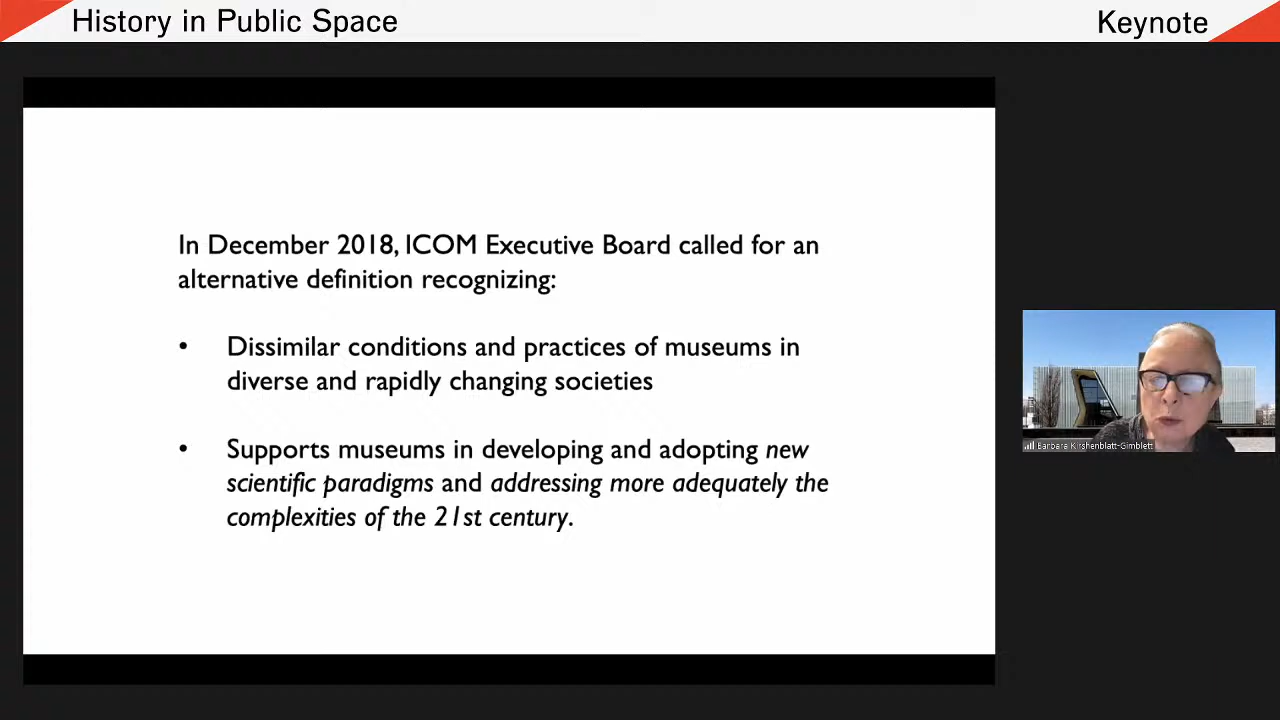 History in Public Space
Keynote
In December 2018, ICOM Executive Board called for an
alternative definition recognizing:
• Dissimilar conditions and practices of museums in
diverse and rapidly changing societies
• Supports museums in developing and adopting new
scientific paradigms and addressing more adequately the
complexities of the 21st century.
Barbara Kirshenblatt-Gimblett